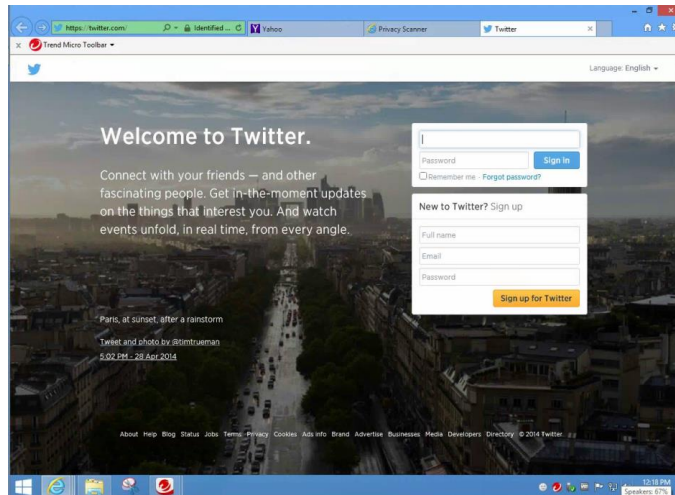 https://twitter.com/
Identified ...
Yahoo
Privacy Scanner
Twitter
Trend Micro Toolbar
Language: English
Welcome to Twitter.
Connect with your friends — and other
fascinating people. Get in-the-moment updates
on the things that interest you. And watch
events unfold, in real time, from every angle.
Password
Sign in
Remember me · Forgot password?
New to Twitter? Sign up
Full name
Email
Password
Sign up for Twitter
Paris, at sunset, after a rainstorm
Tweet and photo by @timtrueman
5:02 PM - 28 Apr 2014
About Help Blog Status Jobs Terms Privacy Cookies Ads info Brand Advertise Businesses Media Developers Directory © 2014 Twitter
12:18 PM
Speakers: 67%